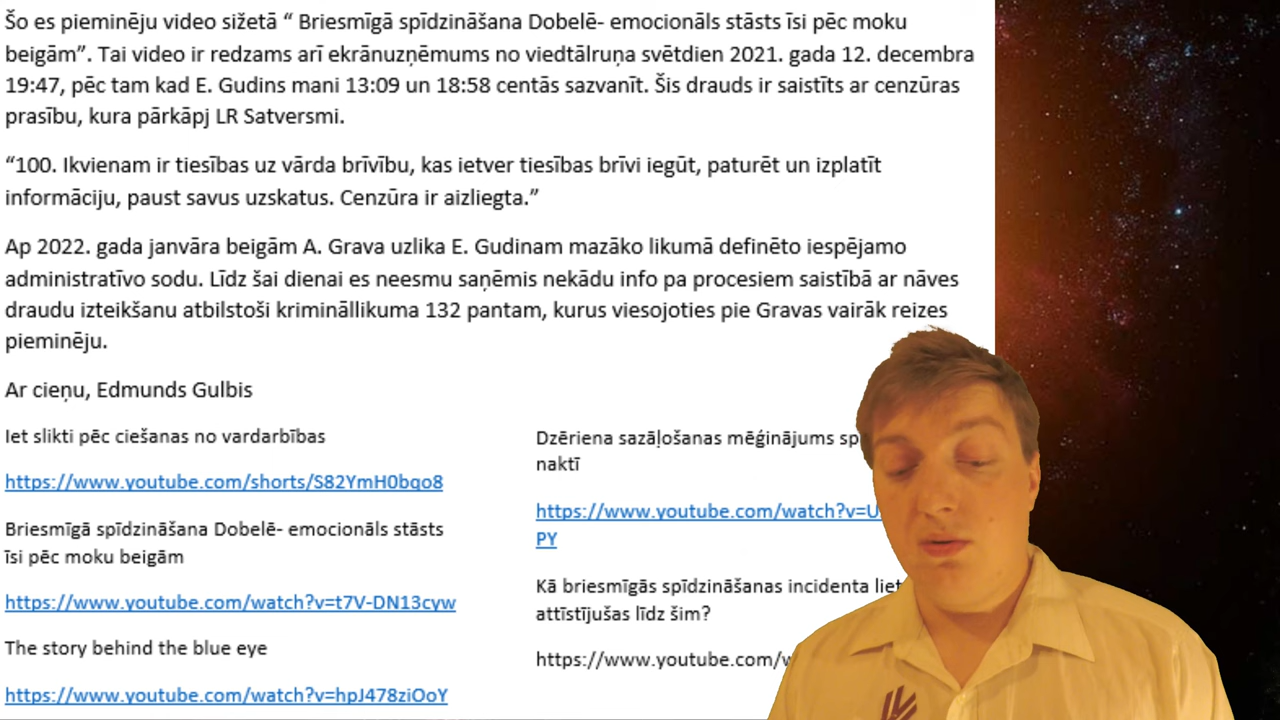 Šo es pieminēju video sižetā “ Briesmīgā spīdzināšana Dobelē- emocionāls stāsts īsi pēc moku
beigām”. Tai video ir redzams arī ekrānuzņēmums no viedtālruņa svētdien 2021. gada 12. decembra
19:47, pēc tam kad E. Gudins mani 13:09 un 18:58 centās sazvanīt. Šis drauds ir saistīts ar cenzūras
prasību, kura pārkāpj LR Satversmi.
“100. Ikvienam ir tiesības uz vārda brīvību, kas ietver tiesības brīvi iegūt, paturēt un izplatīt
informāciju, paust savus uzskatus. Cenzūra ir aizliegta.”
Ap 2022. gada janvāra beigām A. Grava uzlika E. Gudinam mazāko likumā definēto iespējamo
administratīvo sodu. Līdz šai dienai es neesmu saņēmis nekādu info pa procesiem saistībā ar nāves
draudu izteikšanu atbilstoši krimināllikuma 132 pantam, kurus viesojoties pie Gravas vairāk reizes
pieminēju.
Ar cieņu, Edmunds Gulbis
Iet slikti pēc ciešanas no vardarbības
https://www.youtube.com/shorts/S82YmH0bqo8
Briesmīgā spīdzināšana Dobelē- emocionāls stāsts
īsi pēc moku beigām
https://www.youtube.com/watch?v=t7V-DN13cyw
The story behind the blue eye
https://www.youtube.com/watch?v=hpJ478ziOoY
Dzēriena sazāļošanas mēģinājums
naktī
https://www.youtube.com/watch?v=U
PY
Kā briesmīgās spīdzināšanas incidenta
attīstījušas līdz šim?
https://www.youtube.com/w